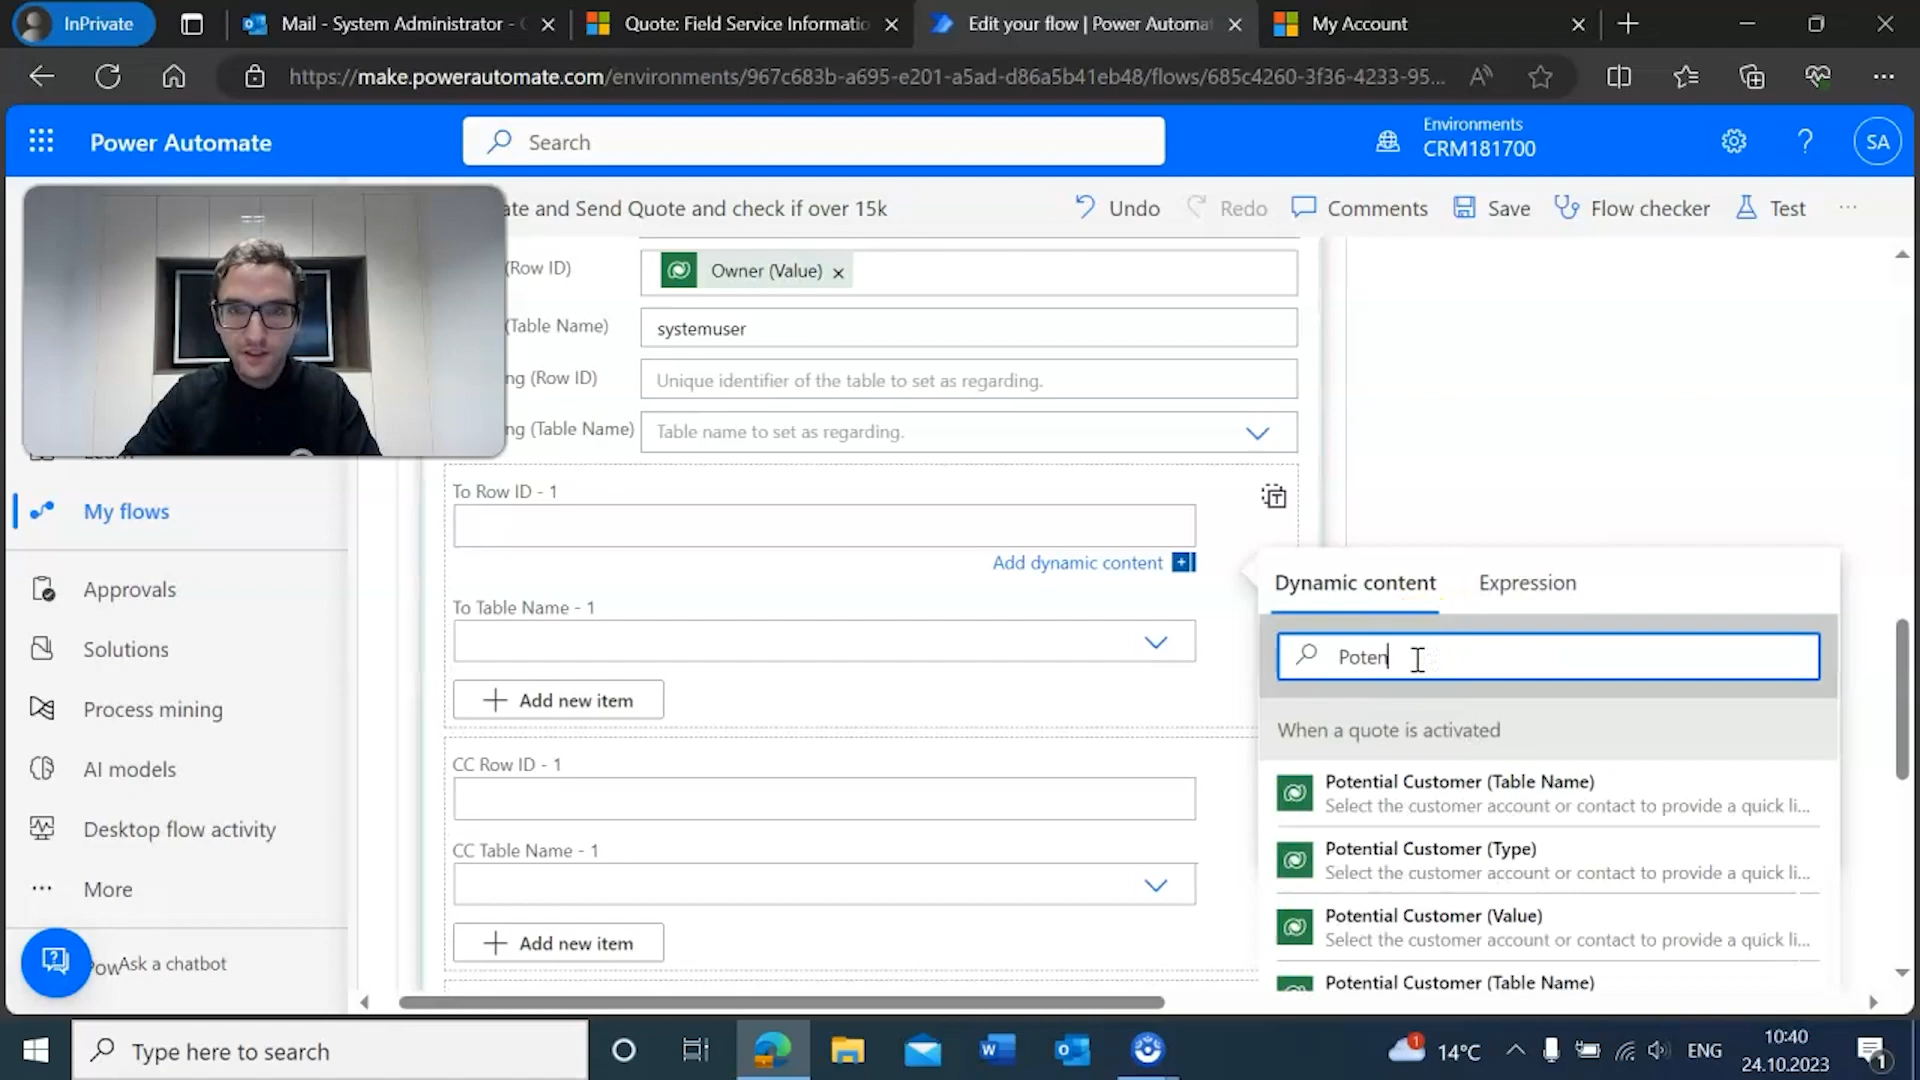 InPrivate
Mail - System Administrator -
Quote: Field Service Informatio
Edit your flow | Power Automat
My Account
https://make.powerautomate.com/environments/967c683b-a695-e201-a5ad-d86a5b41eb48/flows/685c4260-3f36-4233-95...
Power Automate
Search
Environments
CRM181700
SA
ate and Send Quote and check if over 15k
Undo
Redo
Comments
Save
Flow checker
Test
(Row ID)
Owner (Value)
(Table Name)
systemuser
ng (Row ID)
Unique identifier of the table to set as regarding.
ng (Table Name)
Table name to set as regarding.
My flows
Approvals
Solutions
Process mining
AI models
Desktop flow activity
More
Ask a chatbot
To Row ID - 1
Add dynamic content
To Table Name - 1
Add new item
CC Row ID - 1
CC Table Name - 1
Add new item
Dynamic content
Expression
Poten
When a quote is activated
Potential Customer (Table Name)
Select the customer account or contact to provide a quick li...
Potential Customer (Type)
Select the customer account or contact to provide a quick li...
Potential Customer (Value)
Select the customer account or contact to provide a quick li...
Potential Customer (Table Name)
Type here to search
1
14°C
ENG
10:40
24.10.2023
1